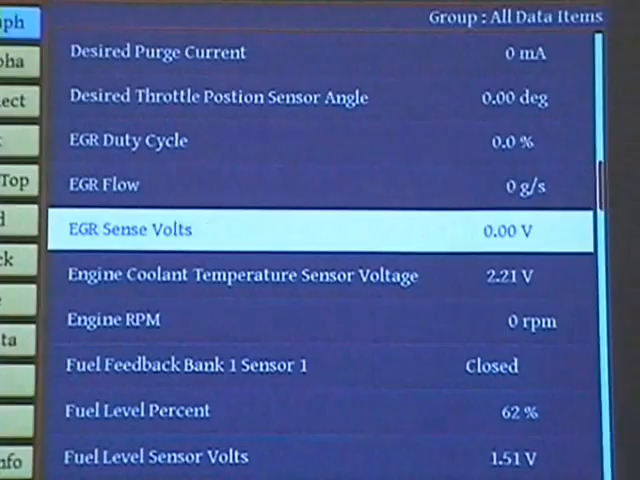 Group : All Data Items
Desired Purge Current 0 mA
Desired Throttle Postion Sensor Angle 0.00 deg
EGR Duty Cycle 0.0 %
EGR Flow 0 g/s
EGR Sense Volts 0.00 V
Engine Coolant Temperature Sensor Voltage 2.21 V
Engine RPM 0 rpm
Fuel Feedback Bank 1 Sensor 1 Closed
Fuel Level Percent 62 %
Fuel Level Sensor Volts 1.51 V
Top